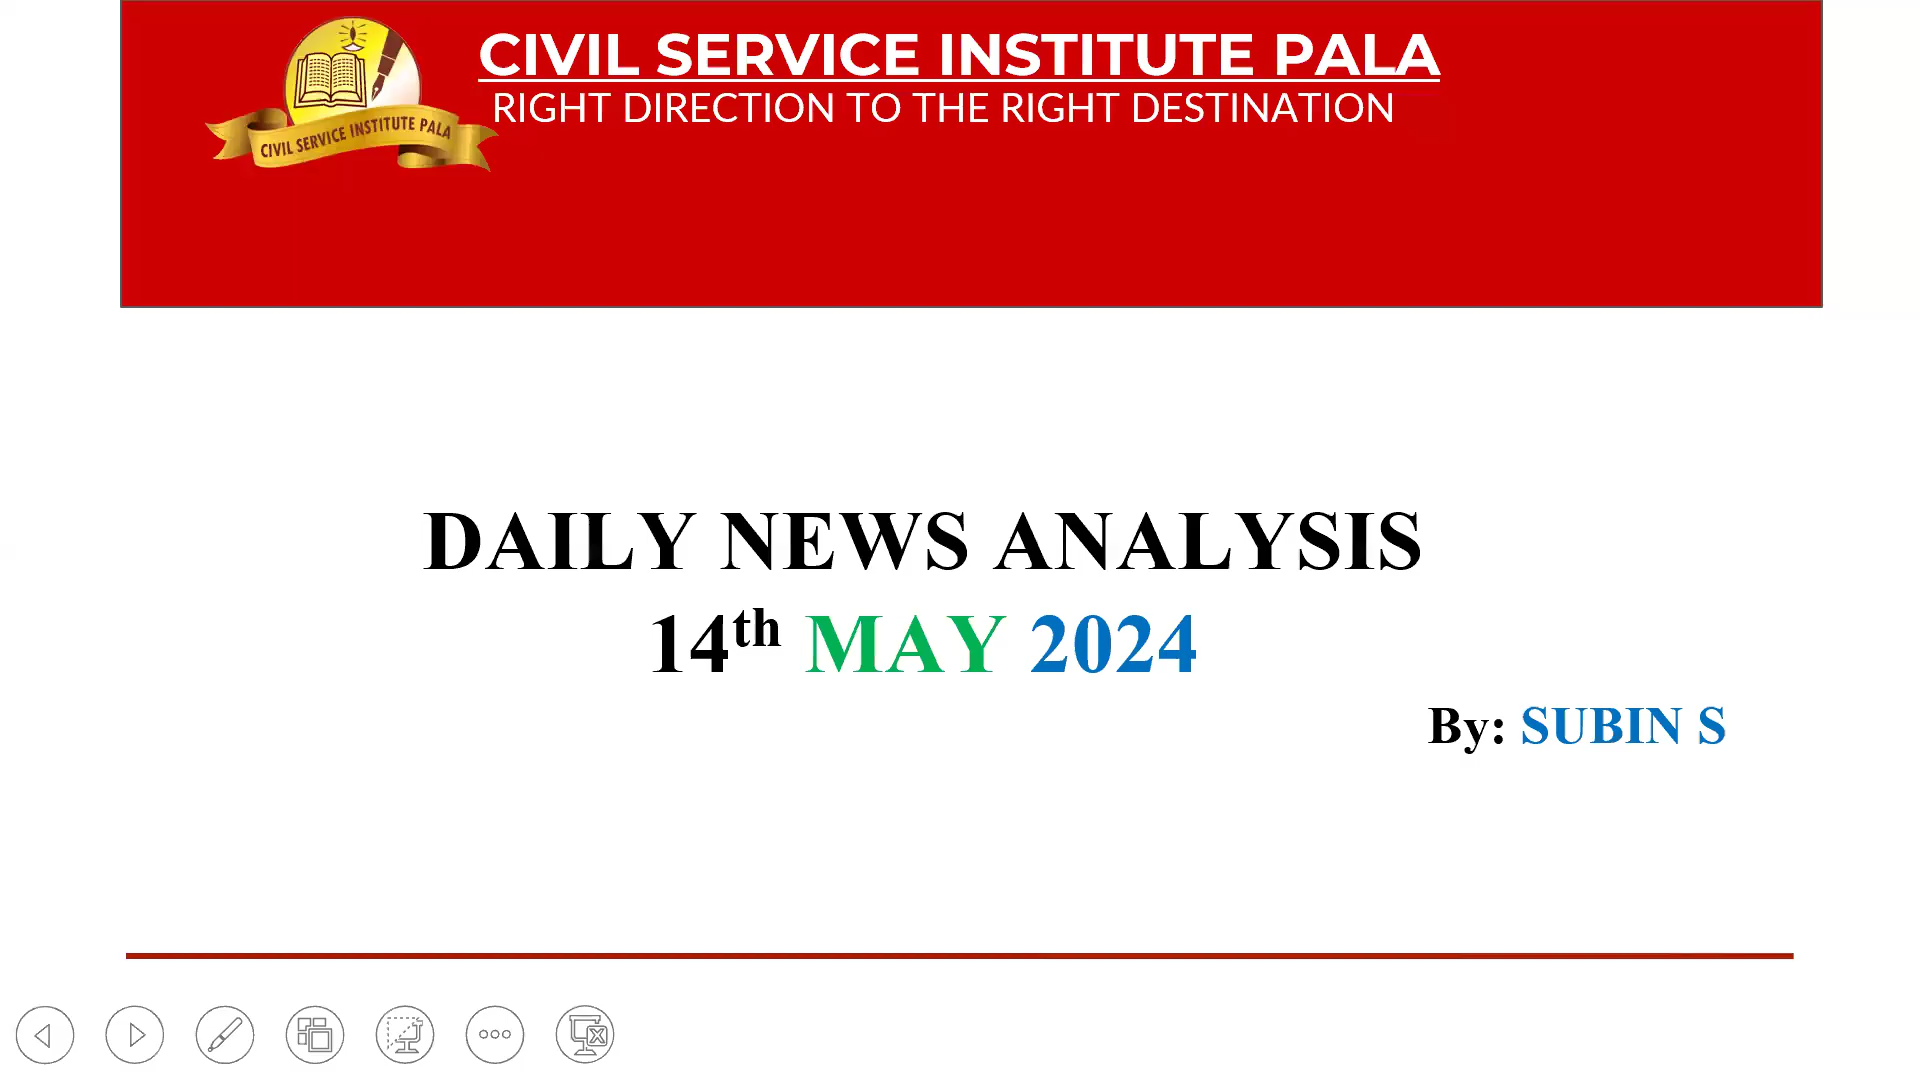 CIVIL SERVICE INSTITUTE PALA
RIGHT DIRECTION TO THE RIGHT DESTINATION
CIVIL SERVICE INSTITUTE PALA
DAILY NEWS ANALYSIS
14th MAY 2024
By: SUBIN S